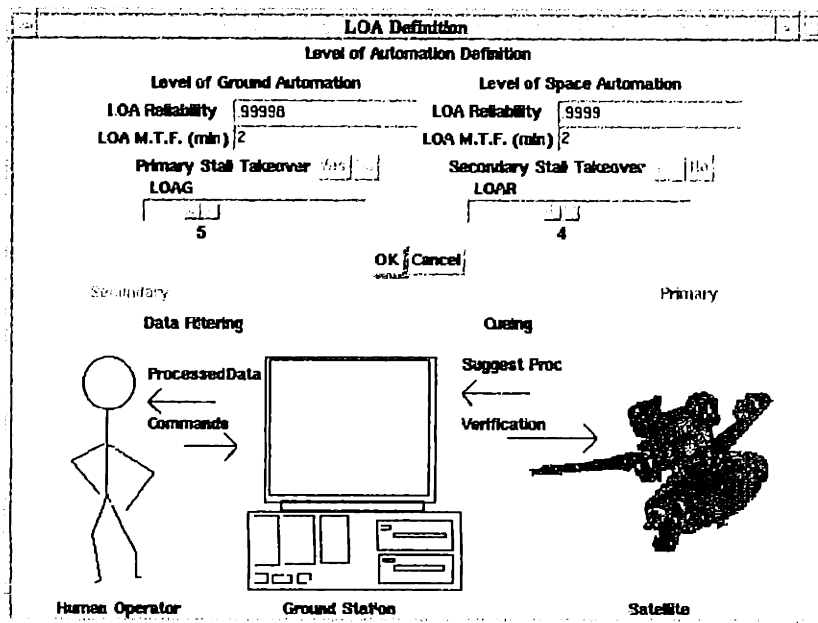 LOA Definition
Level of Automation Definition
Level of Ground Automation Level of Space Automation
LOA Reliability .99998 LOA Reliability .9999
LOA M.T.F. (min) 2 LOA M.T.F. (min) 2
Primary Stall Takeover Yes Secondary Stall Takeover No
LOAG LOAR
5 4
OK Cancel
Secondary Primary
Data Filtering Cueing
ProcessedData Suggest Proc
Commands Verification
Human Operator Ground Station Satellite